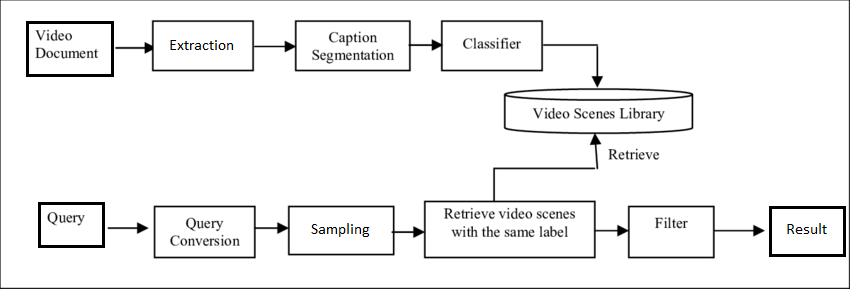 Video
Document
Extraction
Caption
Segmentation
Classifier
Video Scenes Library
Retrieve
Query
Query
Conversion
Sampling
Retrieve video scenes
with the same label
Filter
Result